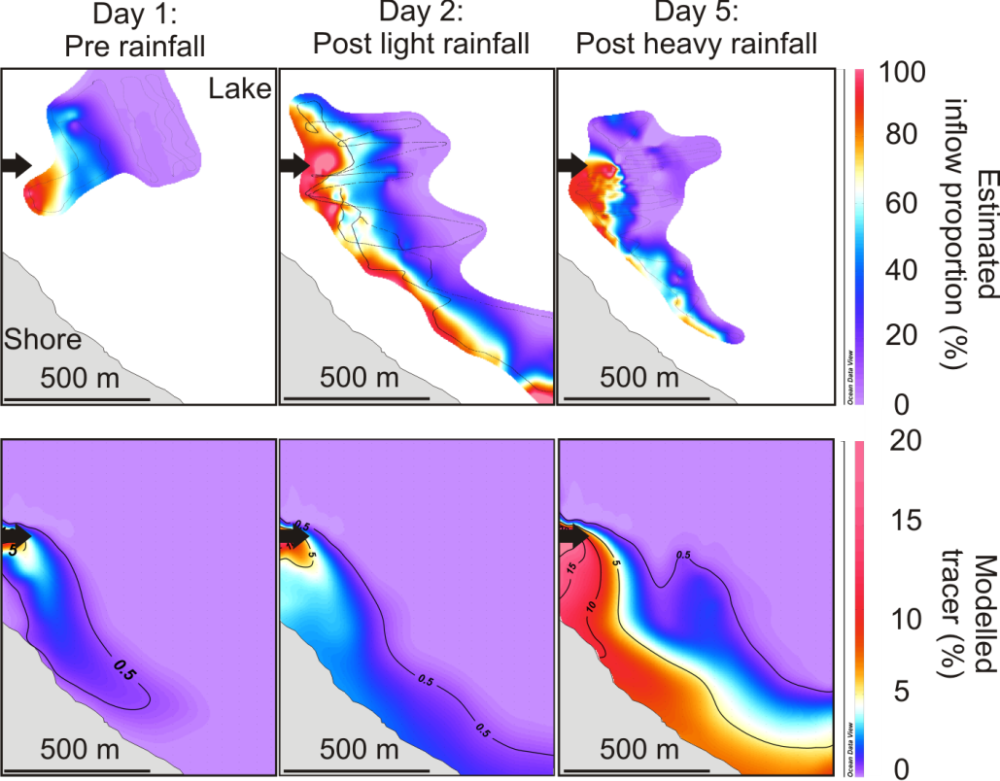 Day 1:
Pre rainfall
Day 2:
Post light rainfall
Day 5:
Post heavy rainfall
Lake
Shore
500 m
500 m
500 m
Ocean Data View
100
80
60
40
20
0
Estimated
inflow proportion (%)
5
0.5
0.5
5
0.5
0.5
15
10
5
0.5
500 m
500 m
500 m
Ocean Data View
20
15
10
5
0
Modelled
tracer (%)